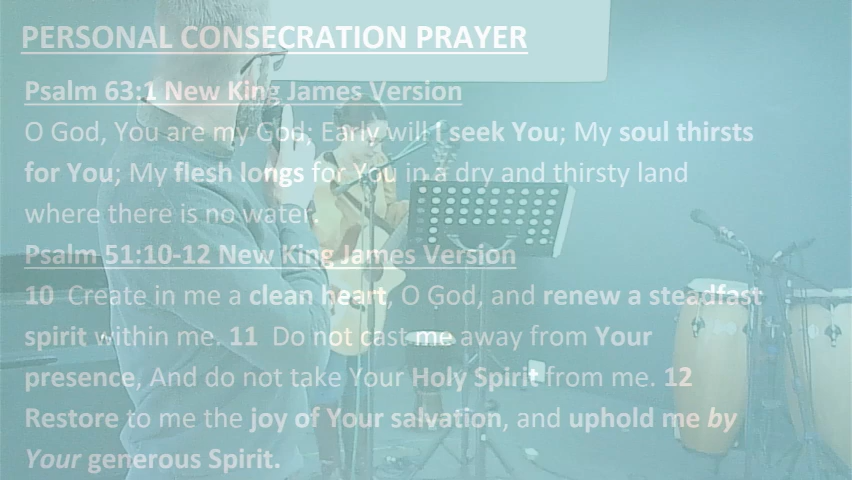 PERSONAL CONSECRATION PRAYER
Psalm 63:1 New King James Version
O God, You are my God; Early will I seek You; My soul thirsts
for You; My flesh longs for You in a dry and thirsty land
where there is no water.
Psalm 51:10-12 New King James Version
10 Create in me a clean heart, O God, and renew a steadfast
spirit within me. 11 Do not cast me away from Your
presence, And do not take Your Holy Spirit from me. 12
Restore to me the joy of Your salvation, and uphold me by
Your generous Spirit.